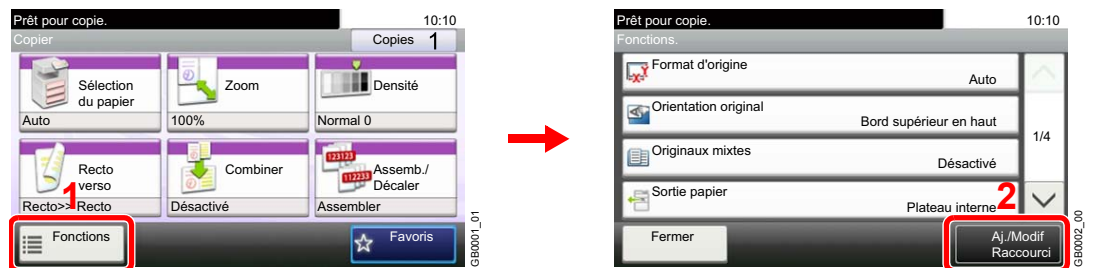 Prêt pour copie. 10:10
Copier Copies 1
Sélection
du papier
Auto
Zoom
100%
Densité
Normal 0
Recto
verso
Recto>> Recto
Combiner
Désactivé
Assemb./
Décaler
Assembler
123123
112233
1
Fonctions
Favoris
GB0001_01
Prêt pour copie. 10:10
Fonctions.
Format d'origine
Auto
Orientation original
Bord supérieur en haut
1/4
Originaux mixtes
Désactivé
Sortie papier
Plateau interne
2
Fermer
Aj./Modif
Raccourci
GB0002_00